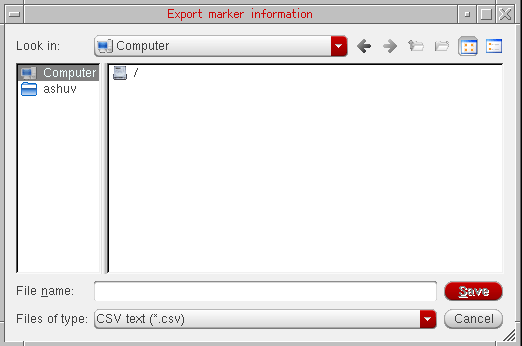 Export marker information
Look in: Computer
Computer /
ashuv
File name: Save
Files of type: CSV text (*.csv) Cancel